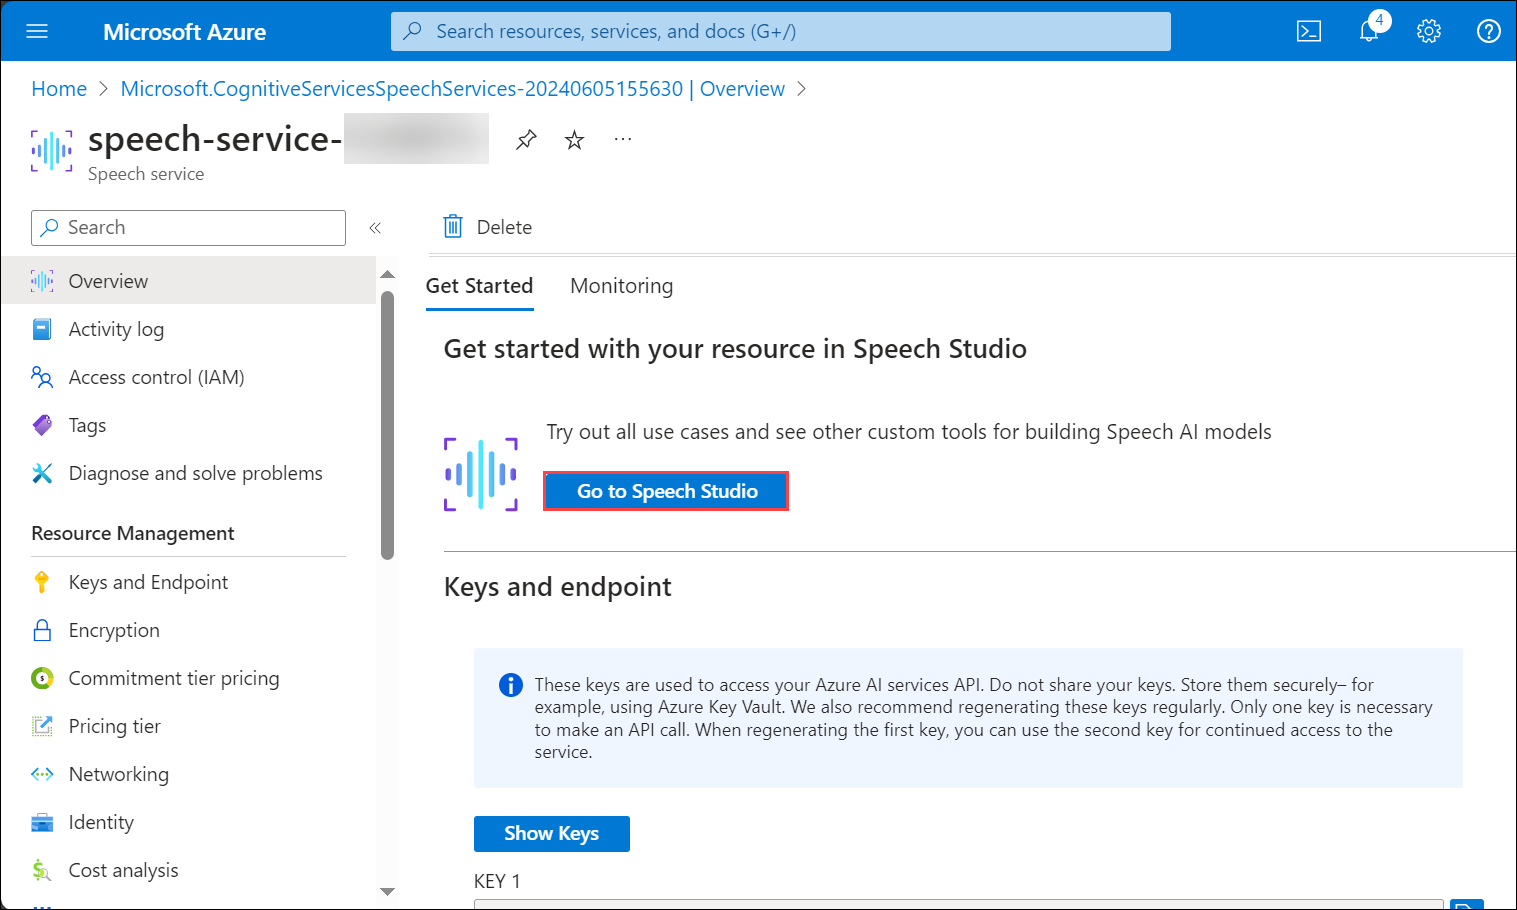 Microsoft Azure
Search resources, services, and docs (G+/)
4
Home > Microsoft.CognitiveServicesSpeechServices-20240605155630 | Overview >
speech-service-
Speech service
Search
«
Delete
Overview
Activity log
Access control (IAM)
Tags
Diagnose and solve problems
Resource Management
Keys and Endpoint
Encryption
Commitment tier pricing
Pricing tier
Networking
Identity
Cost analysis
Get Started
Monitoring
Get started with your resource in Speech Studio
Try out all use cases and see other custom tools for building Speech AI models
Go to Speech Studio
Keys and endpoint
These keys are used to access your Azure AI services API. Do not share your keys. Store them securely– for
example, using Azure Key Vault. We also recommend regenerating these keys regularly. Only one key is necessary
to make an API call. When regenerating the first key, you can use the second key for continued access to the
service.
Show Keys
KEY 1